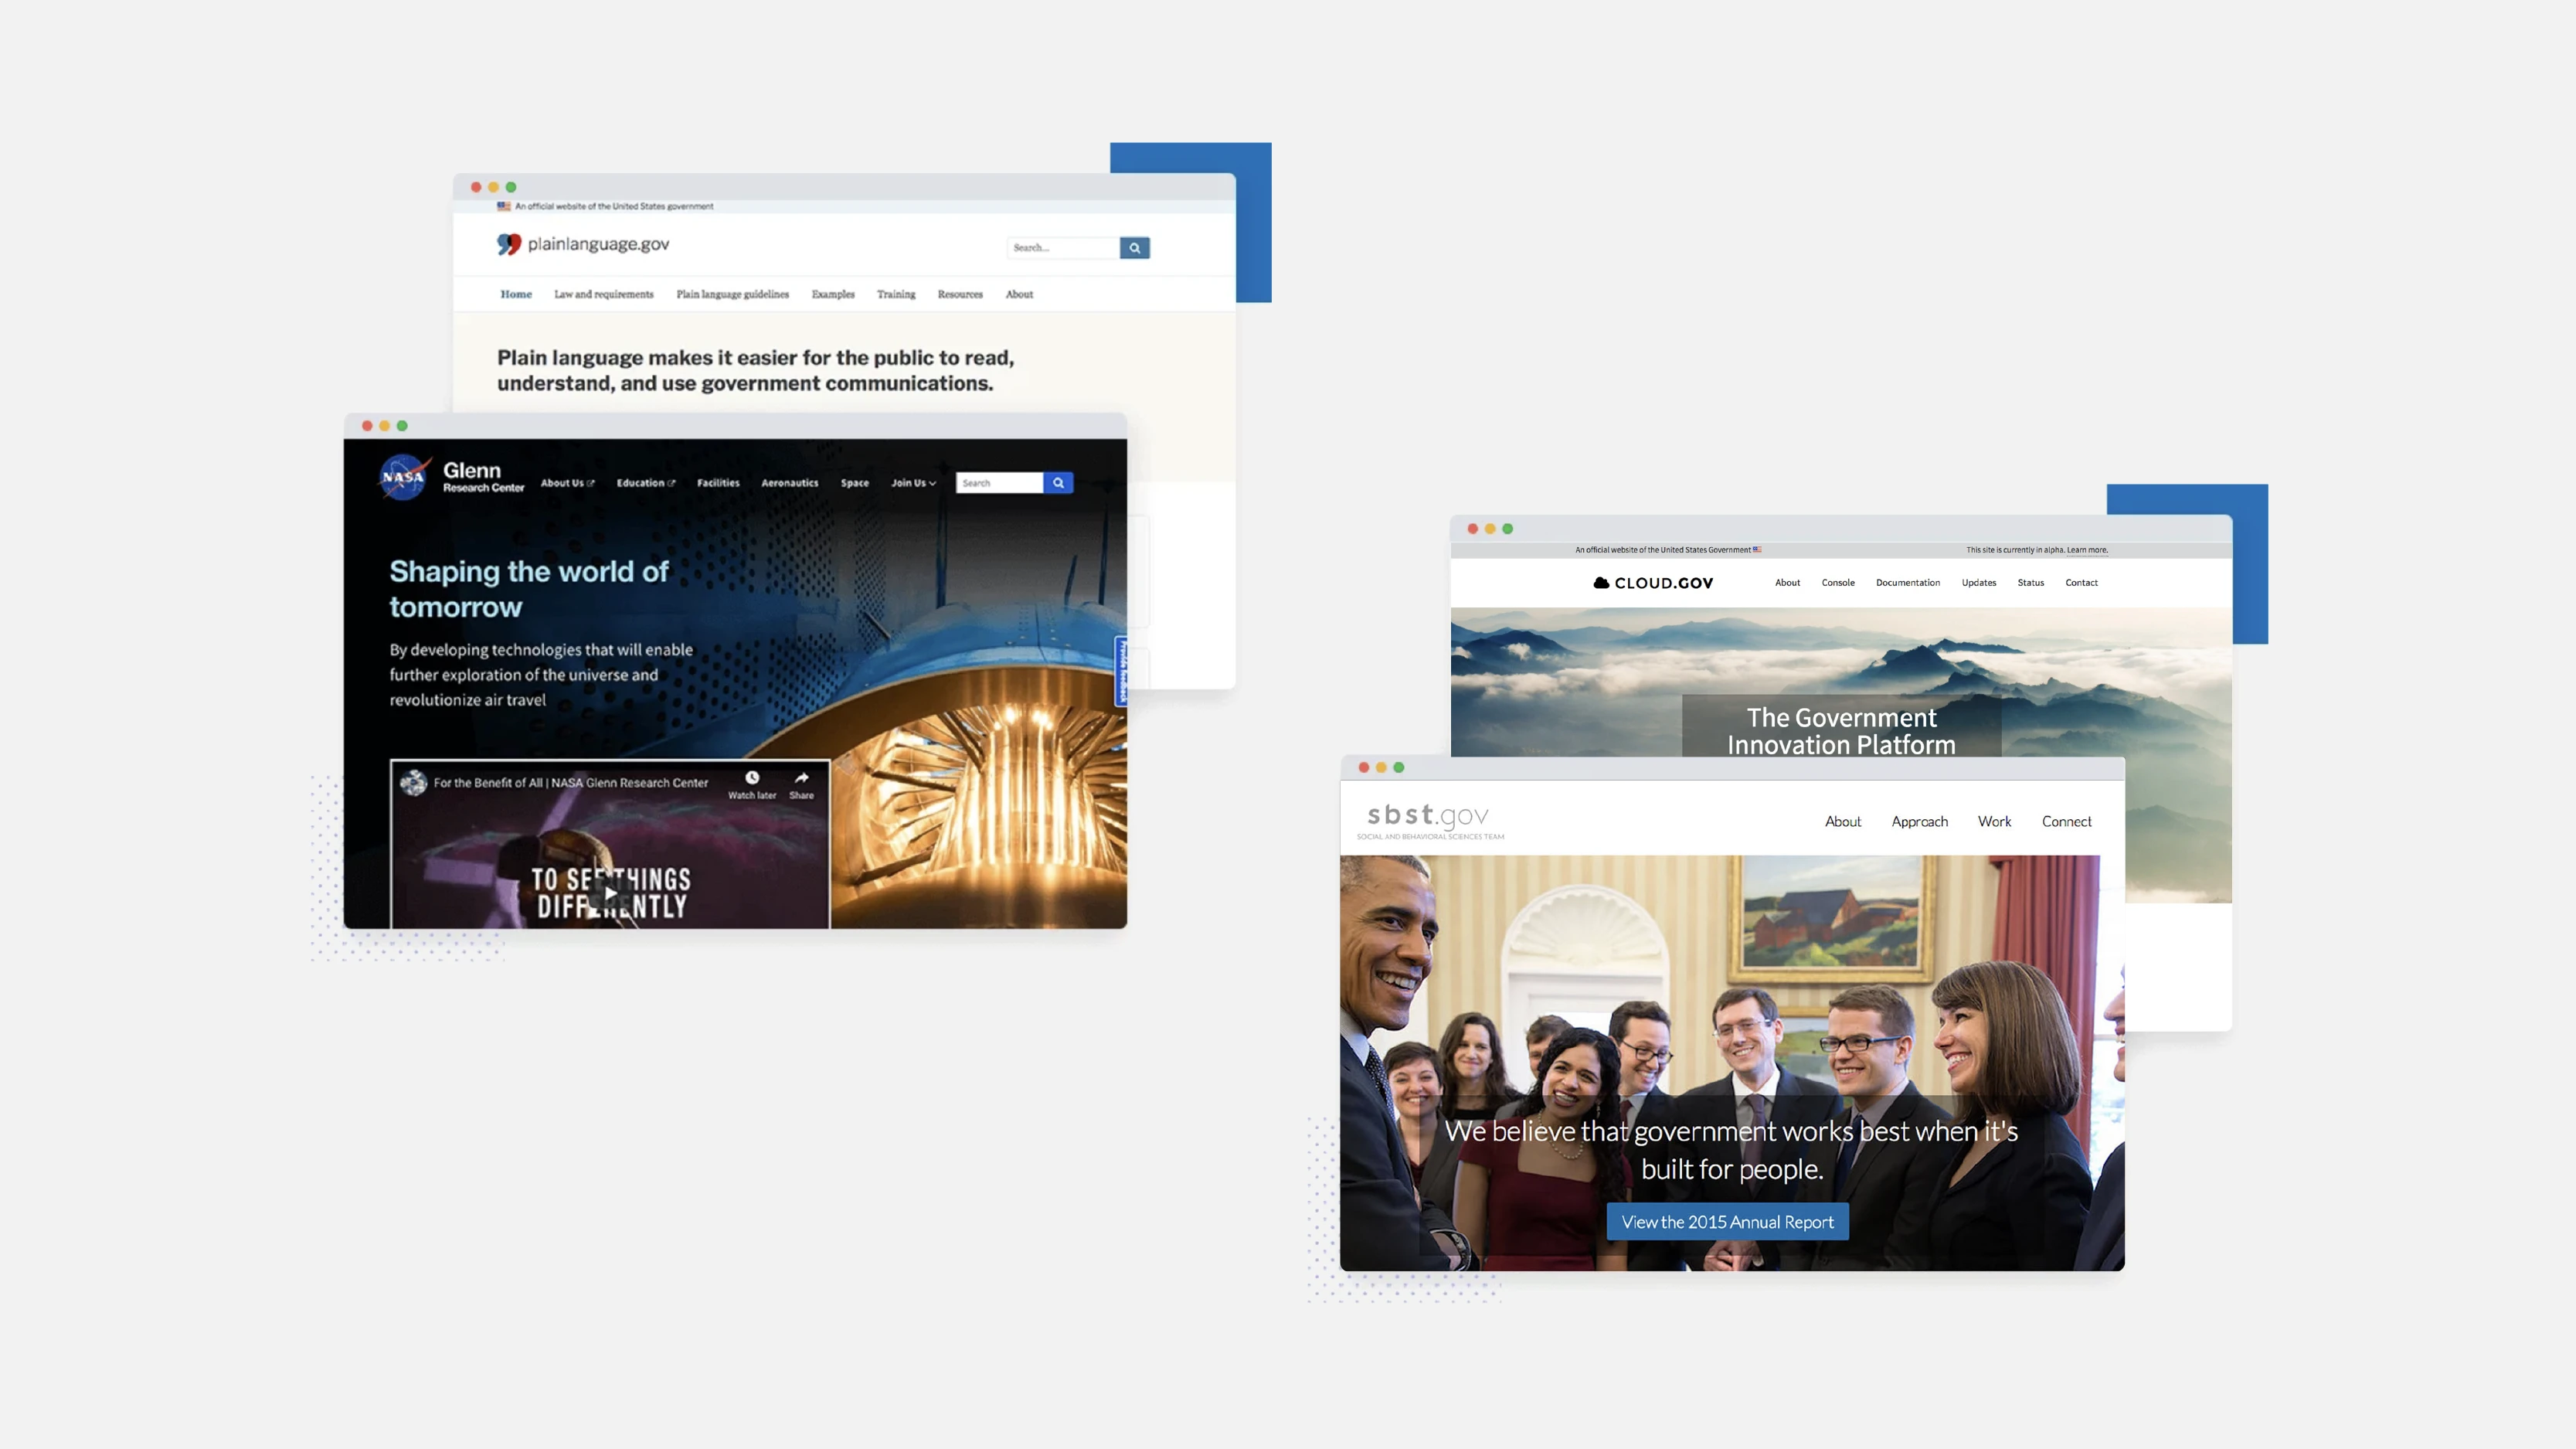 An official website of the United States government
plainlanguage.gov
Search...
Home Law and requirements Plain language guidelines Examples Training Resources About
Plain language makes it easier for the public to read,
understand, and use government communications.
NASA
Glenn
Research Center
About Us Education Facilities Aeronautics Space Join Us
Search
Shaping the world of
tomorrow
By developing technologies that will enable
further exploration of the universe and
revolutionize air travel
Provide feedback
For the Benefit of All | NASA Glenn Research Center
Watch later Share
TO SEE THINGS
DIFFERENTLY
An official website of the United States Government
This site is currently in alpha. Learn more.
CLOUD.GOV
About Console Documentation Updates Status Contact
The Government
Innovation Platform
sbst.gov
SOCIAL AND BEHAVIORAL SCIENCES TEAM
About Approach Work Connect
We believe that government works best when it's
built for people.
View the 2015 Annual Report